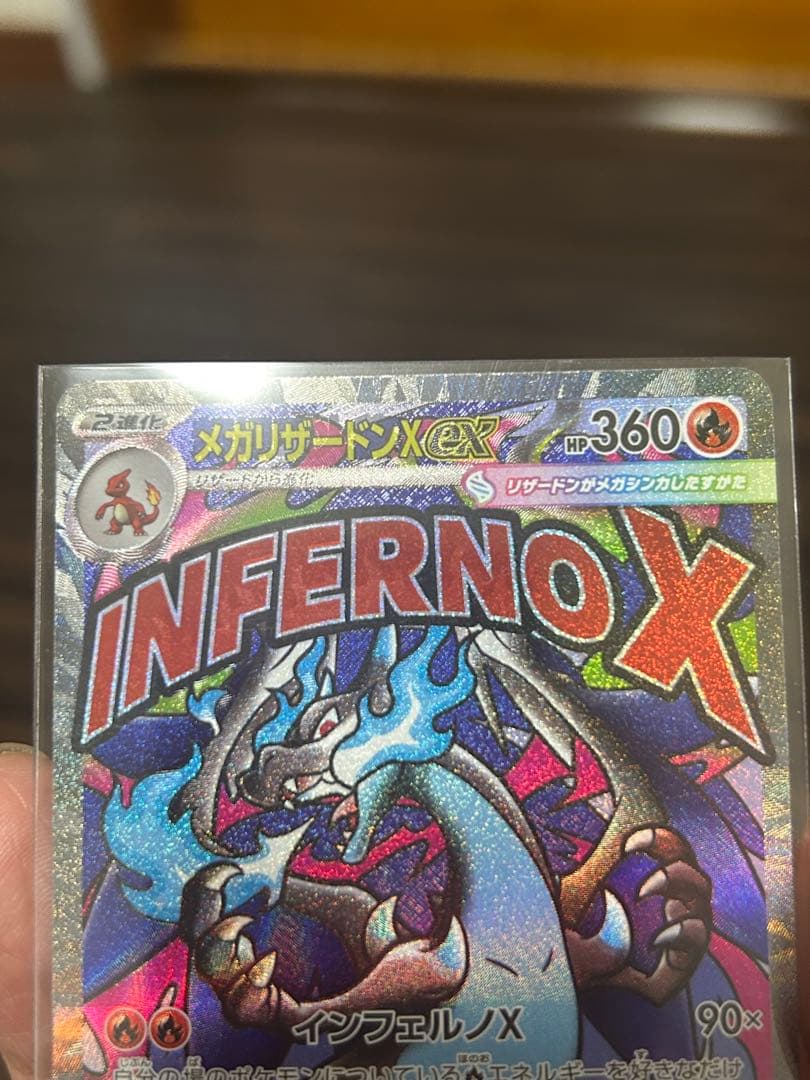 2進化
メガリザードンXex
HP360
リザードから進化
リザードンがメガシンカしたすがた
INFERNO X
インフェルノX 90×
自分の場のポケモンについている エネルギーを好きなだけ